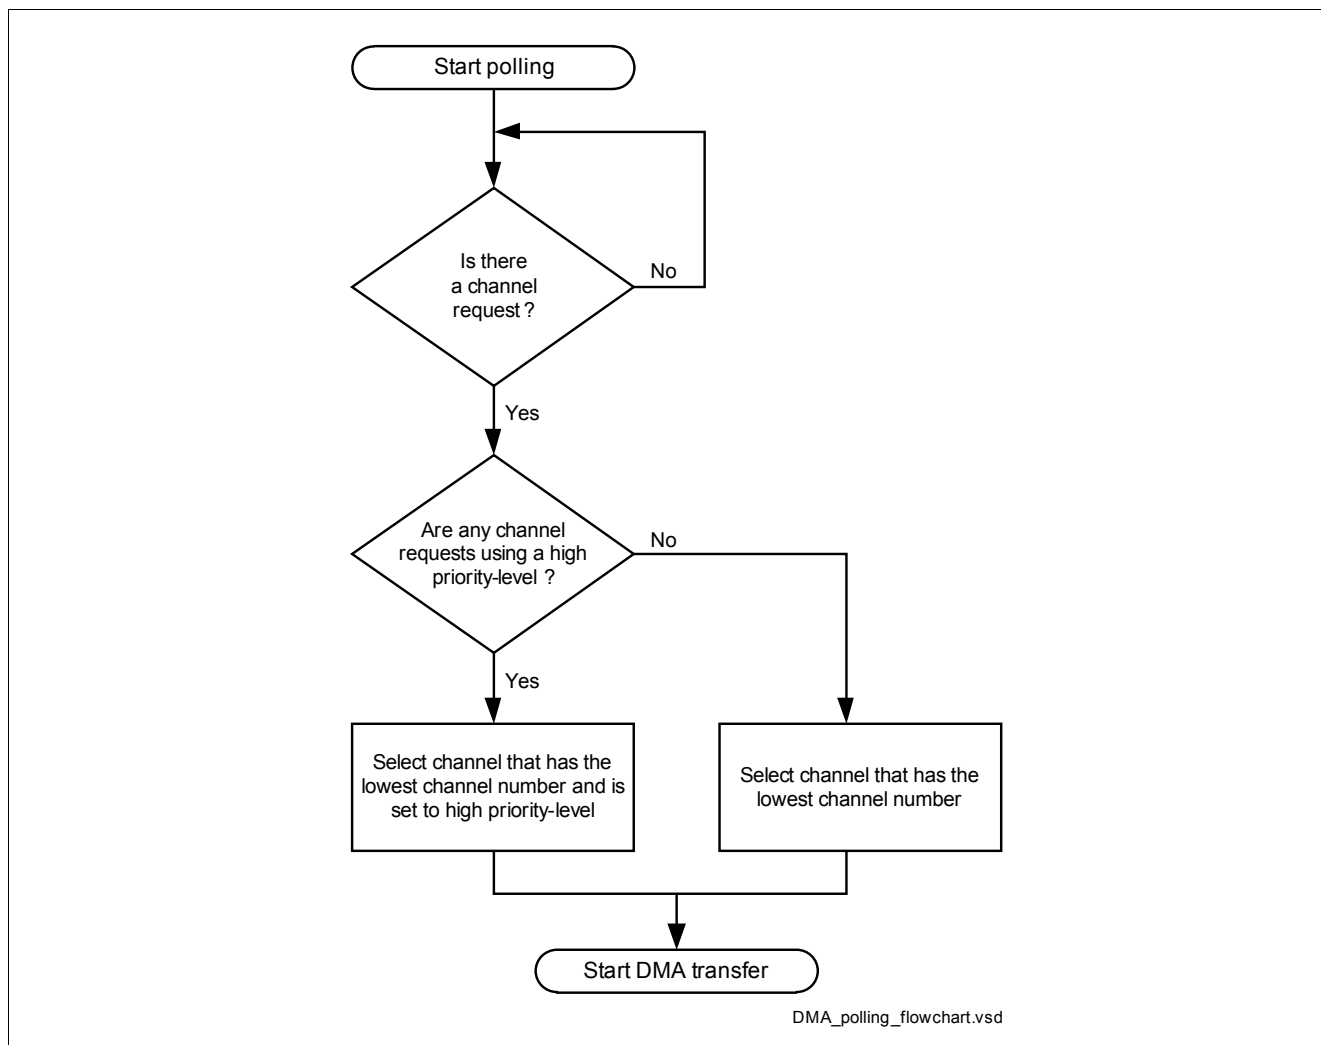 Start polling
Is there
a channel
request ?
No
Yes
Are any channel
requests using a high
priority-level ?
No
Yes
Select channel that has the
lowest channel number and is
set to high priority-level
Select channel that has the
lowest channel number
Start DMA transfer
DMA_polling_flowchart.vsd